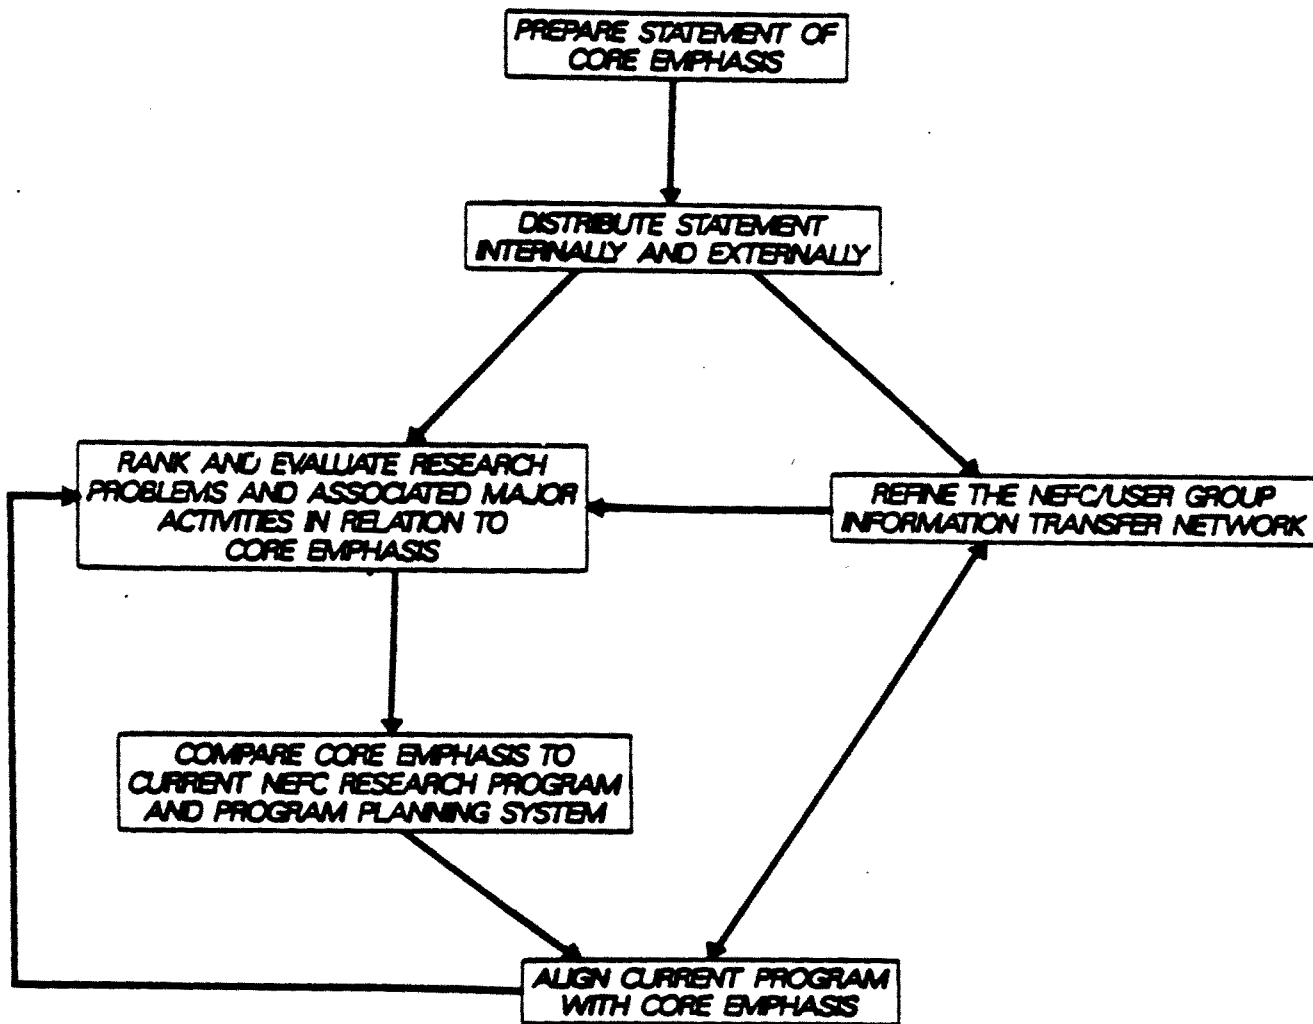 PREPARE STATEMENT OF
CORE EMPHASIS
DISTRIBUTE STATEMENT
INTERNALLY AND EXTERNALLY
RANK AND EVALUATE RESEARCH
PROBLEMS AND ASSOCIATED MAJOR
ACTIVITIES IN RELATION TO
CORE EMPHASIS
REFINE THE NEFC/USER GROUP
INFORMATION TRANSFER NETWORK
COMPARE CORE EMPHASIS TO
CURRENT NEFC RESEARCH PROGRAM
AND PROGRAM PLANNING SYSTEM
ALIGN CURRENT PROGRAM
WITH CORE EMPHASIS